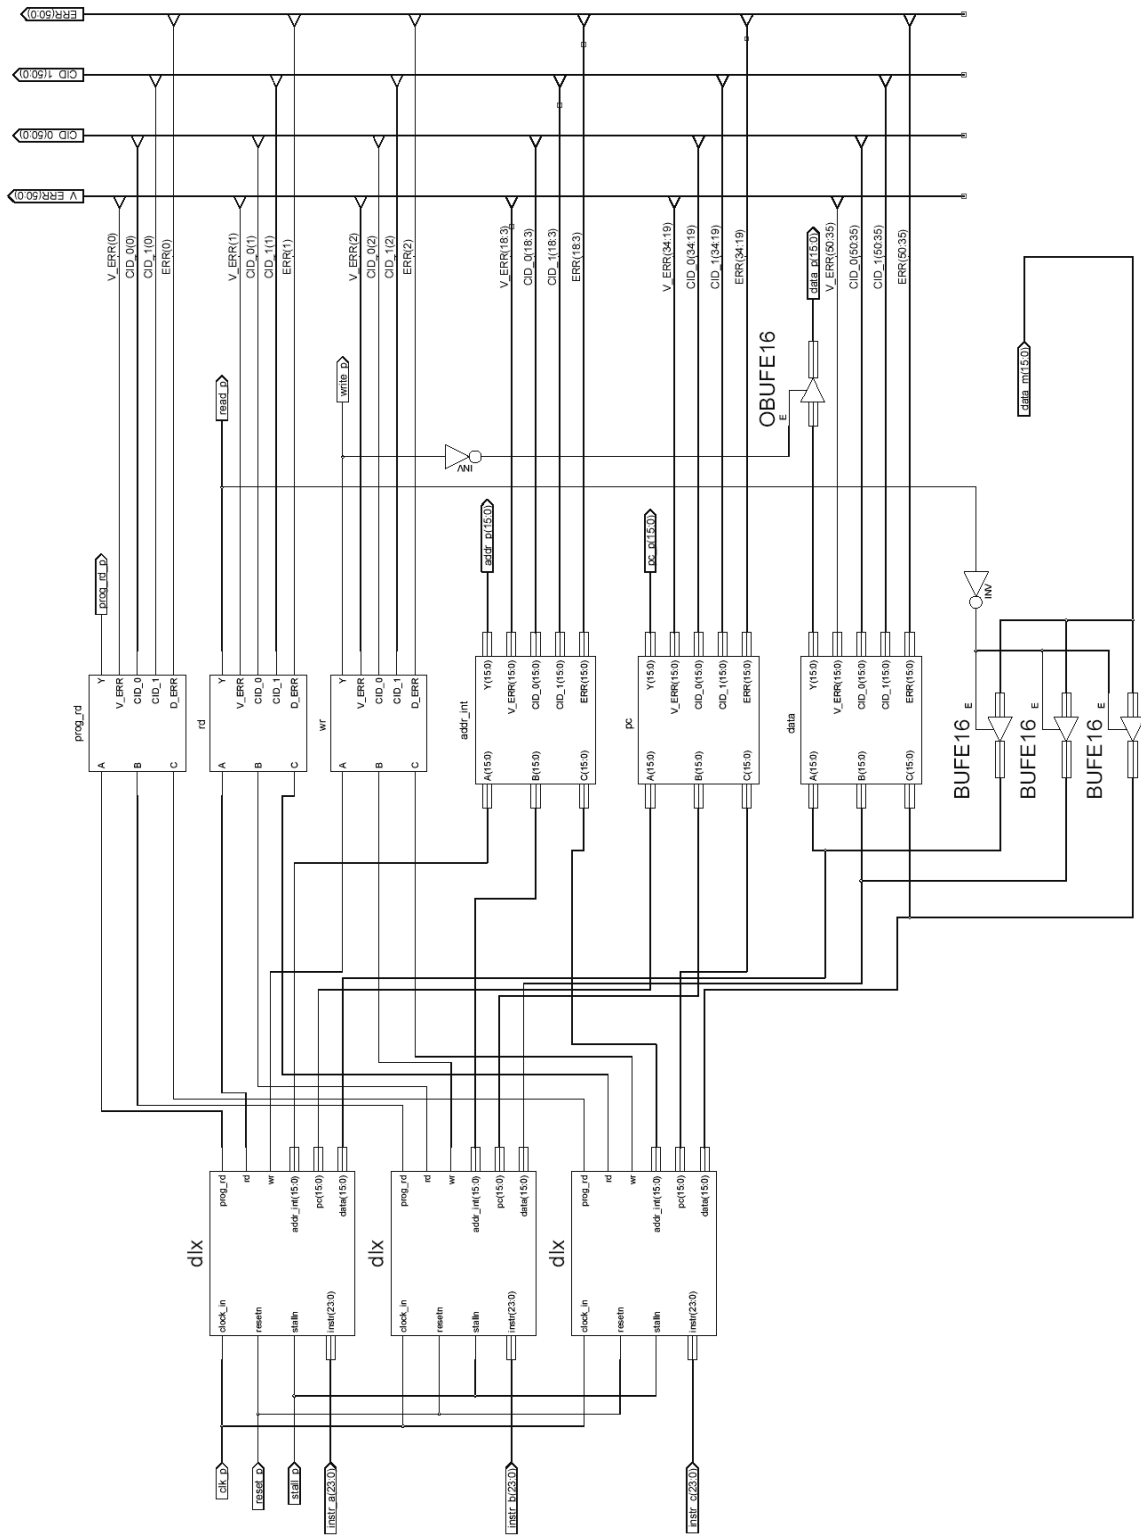 ERR(50:0)
CID_1(50:0)
CID_0(50:0)
V_ERR(50:0)
V_ERR(0)
CID_0(0)
CID_1(0)
ERR(0)
V_ERR(1)
CID_0(1)
CID_1(1)
ERR(1)
V_ERR(2)
CID_0(2)
CID_1(2)
ERR(2)
V_ERR(18:3)
CID_0(18:3)
CID_1(18:3)
ERR(18:3)
V_ERR(34:19)
CID_0(34:19)
CID_1(34:19)
ERR(34:19)
data_p(15:0)
V_ERR(50:35)
CID_0(50:35)
CID_1(50:35)
ERR(50:35)
prog_rd_p
read_p
write_p
INV
addr_p(15:0)
pc_p(15:0)
OBUFE16
E
data_m(15:0)
INV
prog_rd
A
B
C
Y
V_ERR
CID_0
CID_1
D_ERR
rd
A
B
C
Y
V_ERR
CID_0
CID_1
D_ERR
wr
A
B
C
Y
V_ERR
CID_0
CID_1
D_ERR
addr_int
A(15:0)
B(15:0)
C(15:0)
Y(15:0)
V_ERR(15:0)
CID_0(15:0)
CID_1(15:0)
ERR(15:0)
pc
A(15:0)
B(15:0)
C(15:0)
Y(15:0)
V_ERR(15:0)
CID_0(15:0)
CID_1(15:0)
ERR(15:0)
data
A(15:0)
B(15:0)
C(15:0)
Y(15:0)
V_ERR(15:0)
CID_0(15:0)
CID_1(15:0)
ERR(15:0)
BUFE16
E
BUFE16
E
BUFE16
E
dlx
clock_in
resetn
stalln
instr(23:0)
prog_rd
rd
wr
addr_int(15:0)
pc(15:0)
data(15:0)
dlx
clock_in
resetn
stalln
instr(23:0)
prog_rd
rd
wr
addr_int(15:0)
pc(15:0)
data(15:0)
dlx
clock_in
resetn
stalln
instr(23:0)
prog_rd
rd
wr
addr_int(15:0)
pc(15:0)
data(15:0)
clk_p
reset_p
stall_p
instr_a(23:0)
instr_b(23:0)
instr_c(23:0)